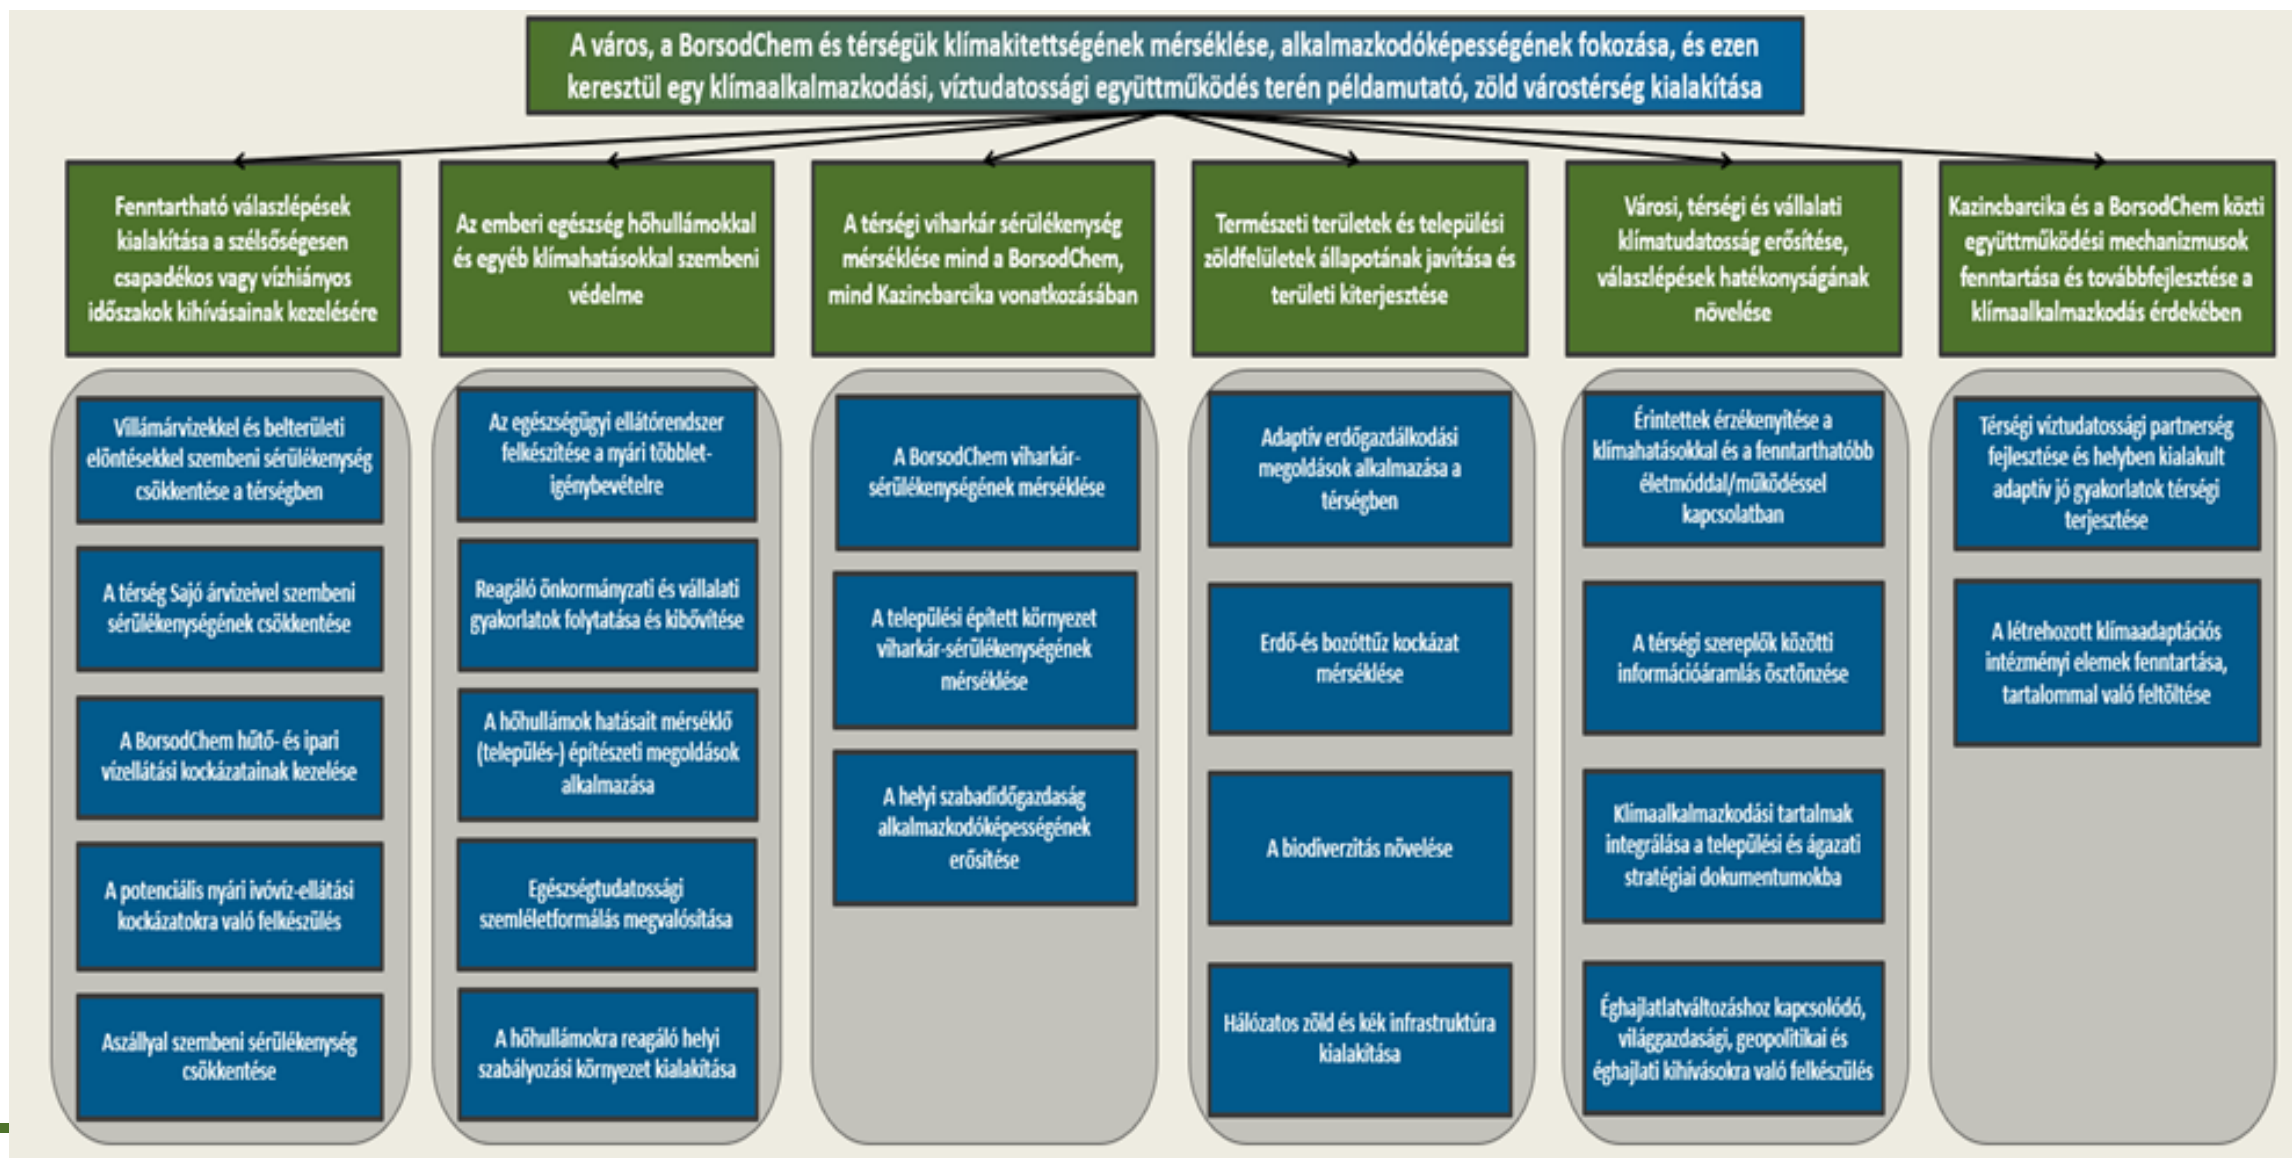 A város, a BorsodChem és térségük klímakitettségének mérséklése, alkalmazkodóképességének fokozása, és ezen
keresztül egy klímaalkalmazkodási, víztudatossági együttműködés terén példamutató, zöld várostérség kialakítása
Fenntartható válaszlépések
kialakítása a szélsőségesen
csapadékos vagy vízhiányos
időszakok kihívásainak kezelésére
Az emberi egészség hőhullámokkal
és egyéb klímahatásokkal szembeni
védelme
A térségi viharkár sérülékenység
mérséklése mind a BorsodChem,
mind Kazincbarcika vonatkozásában
Természeti területek és települési
zöldfelületek állapotának javítása és
területi kiterjesztése
Városi, térségi és vállalati
klímatudatosság erősítése,
válaszlépések hatékonyságának
növelése
Kazincbarcika és a BorsodChem közti
együttműködési mechanizmusok
fenntartása és továbbfejlesztése a
klímaalkalmazkodás érdekében
Villámárvizekkel és belterületi
elöntésekkel szembeni sérülékenység
csökkentése a térségben
A térség Sajó árvizeivel szembeni
sérülékenységének csökkentése
A BorsodChem hűtő- és ipari
vízellátási kockázatainak kezelése
A potenciális nyári ivóvíz-ellátási
kockázatokra való felkészülés
Aszállyal szembeni sérülékenység
csökkentése
Az egészségügyi ellátórendszer
felkészítése a nyári többlet-
igénybevételre
Reagáló önkormányzati és vállalati
gyakorlatok folytatása és kibővítése
A hőhullámok hatásait mérséklő
(település-) építészeti megoldások
alkalmazása
Egészségtudatossági
szemléletformálás megvalósítása
A hőhullámokra reagáló helyi
szabályozási környezet kialakítása
A BorsodChem viharkár-
sérülékenységének mérséklése
A települési épített környezet
viharkár-sérülékenységének
mérséklése
A helyi szabadidőgazdaság
alkalmazkodóképességének
erősítése
Adaptív erdőgazdálkodási
megoldások alkalmazása a
térségben
Erdő-és bozóttűz kockázat
mérséklése
A biodiverzitás növelése
Hálózatos zöld és kék infrastruktúra
kialakítása
Érintettek érzékenyítése a
klímahatásokkal és a fenntarthatóbb
életmóddal/működéssel
kapcsolatban
A térségi szereplők közötti
információáramlás ösztönzése
Klímaalkalmazkodási tartalmak
integrálása a települési és ágazati
stratégiai dokumentumokba
Éghajlatlatváltozáshoz kapcsolódó,
világgazdasági, geopolitikai és
éghajlati kihívásokra való felkészülés
Térségi víztudatossági partnerség
fejlesztése és helyben kialakult
adaptív jó gyakorlatok térségi
terjesztése
A létrehozott klímaadaptációs
intézményi elemek fenntartása,
tartalommal való feltöltése